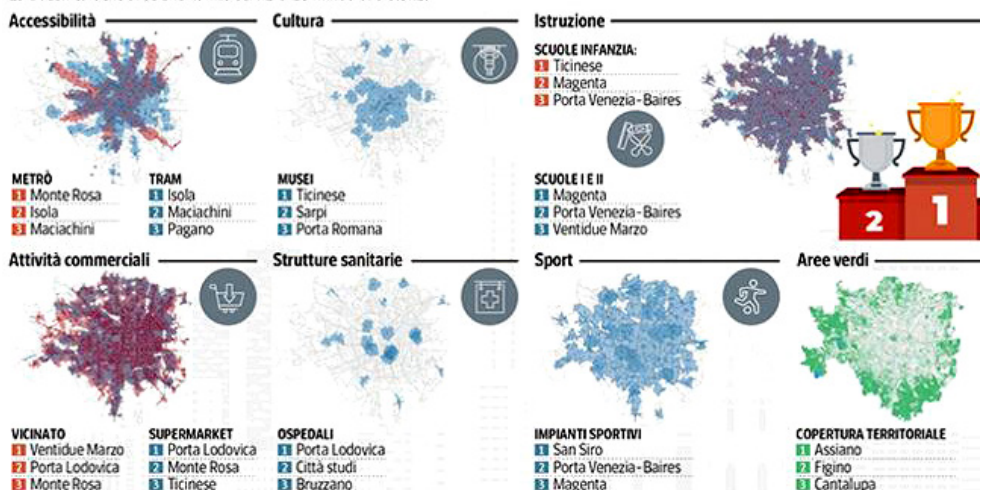 Accessibilità
METRÒ
1 Monte Rosa
2 Isola
3 Maciachini
TRAM
1 Isola
2 Maciachini
3 Pagano
Cultura
MUSEI
1 Ticinese
2 Sarpi
3 Porta Romana
Istruzione
SCUOLE INFANZIA:
1 Ticinese
2 Magenta
3 Porta Venezia-Baires
SCUOLE I E II
1 Magenta
2 Porta Venezia-Baires
3 Ventidue Marzo
2
1
Attività commerciali
VICINATO
1 Ventidue Marzo
2 Porta Lodovica
3 Monte Rosa
SUPERMARKET
1 Porta Lodovica
2 Monte Rosa
3 Ticinese
Strutture sanitarie
OSPEDALI
1 Porta Lodovica
2 Città studi
3 Bruzzano
Sport
IMPIANTI SPORTIVI
1 San Siro
2 Porta Venezia-Baires
3 Magenta
Aree verdi
COPERTURA TERRITORIALE
1 Assiano
2 Figino
3 Cantalupa